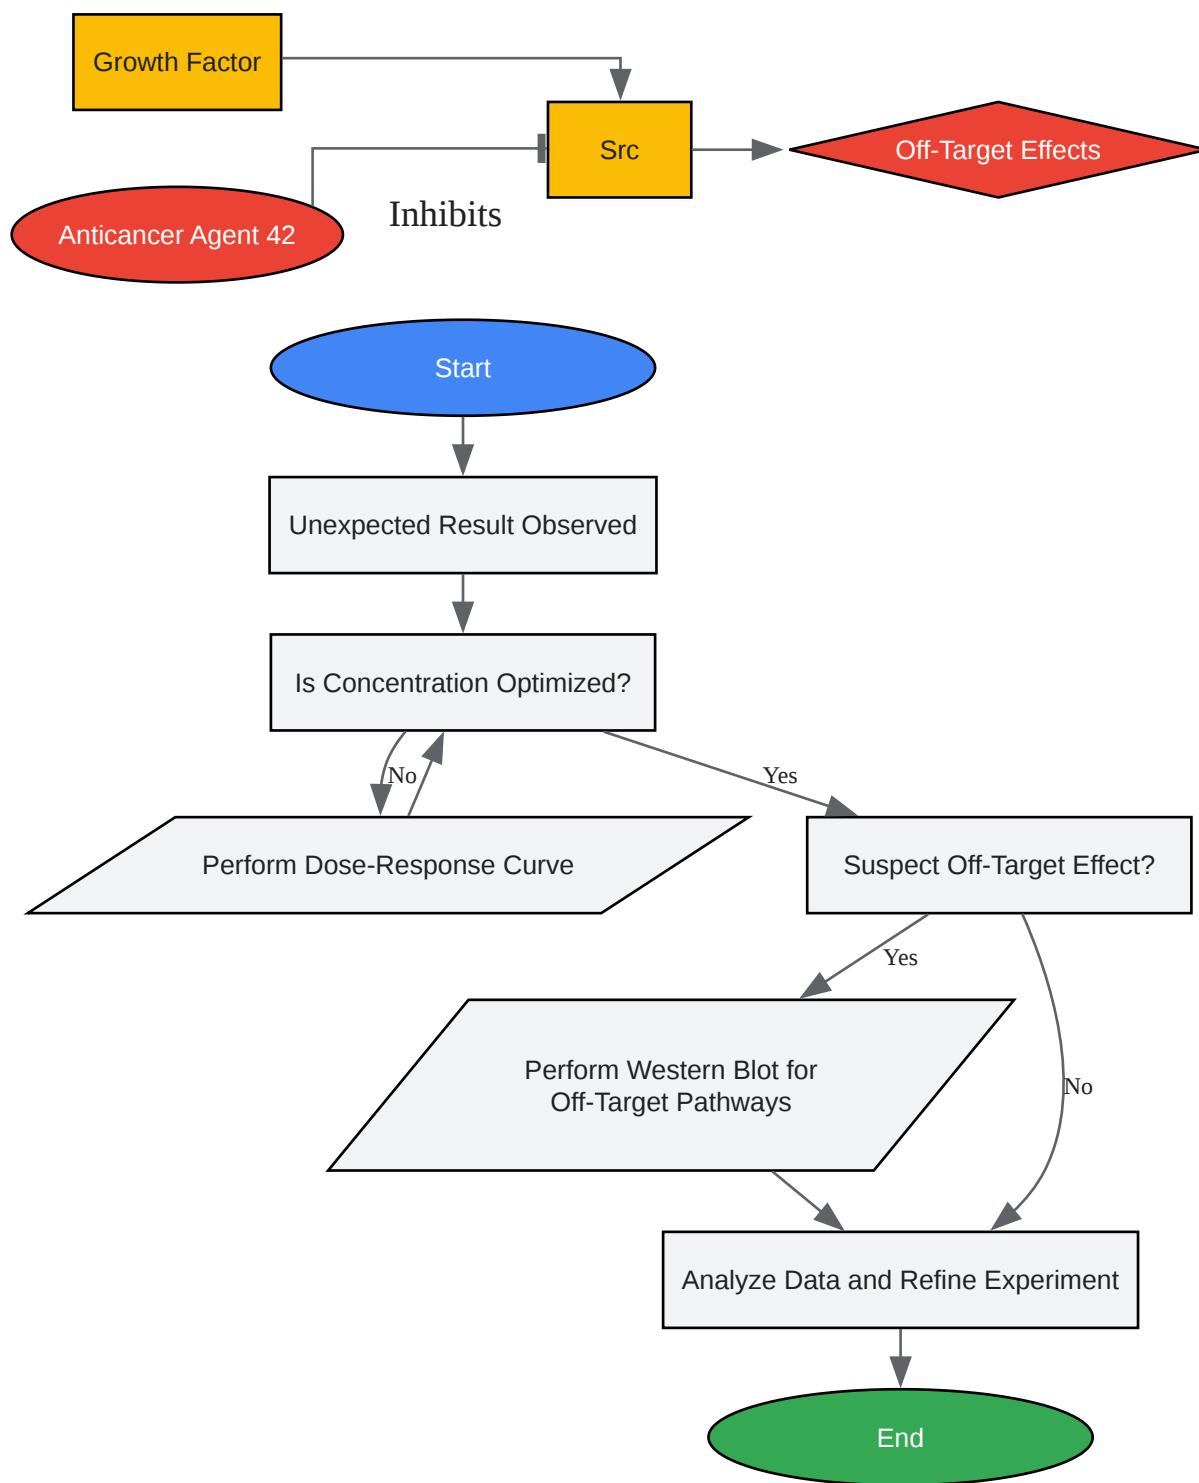 Growth Factor
Src
Off-Target Effects
Inhibits
Anticancer Agent 42
Start
Unexpected Result Observed
Is Concentration Optimized?
No
Yes
Perform Dose-Response Curve
Suspect Off-Target Effect?
Yes
Perform Western Blot for
Off-Target Pathways
No
Analyze Data and Refine Experiment
End